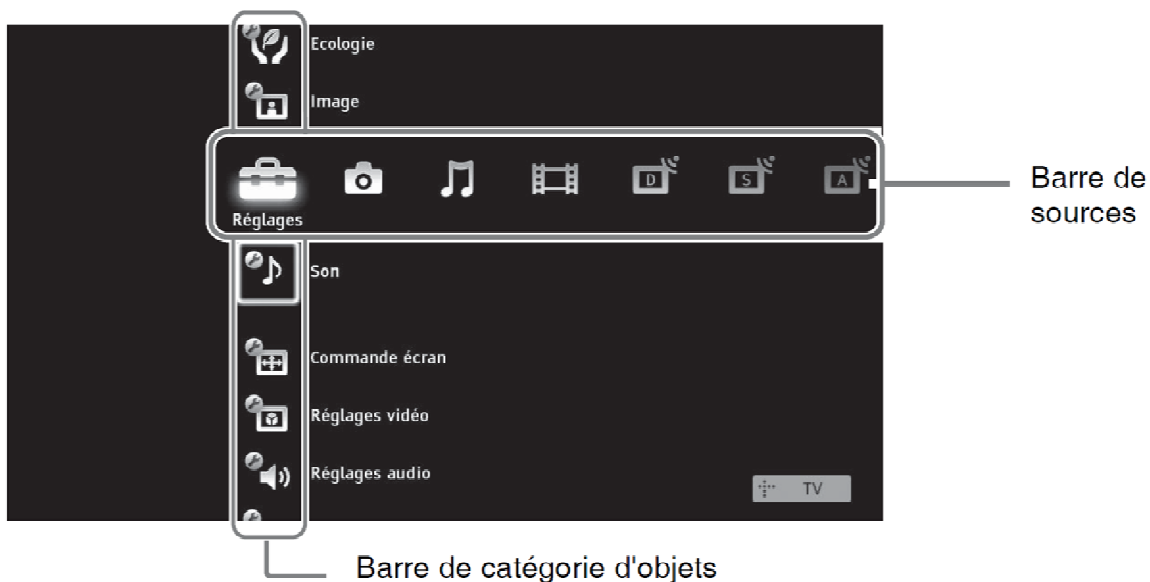 Ecologie
Image
D S A
Réglages
Barre de
sources
Son
Commande écran
Réglages vidéo
Réglages audio
TV
Barre de catégorie d'objets